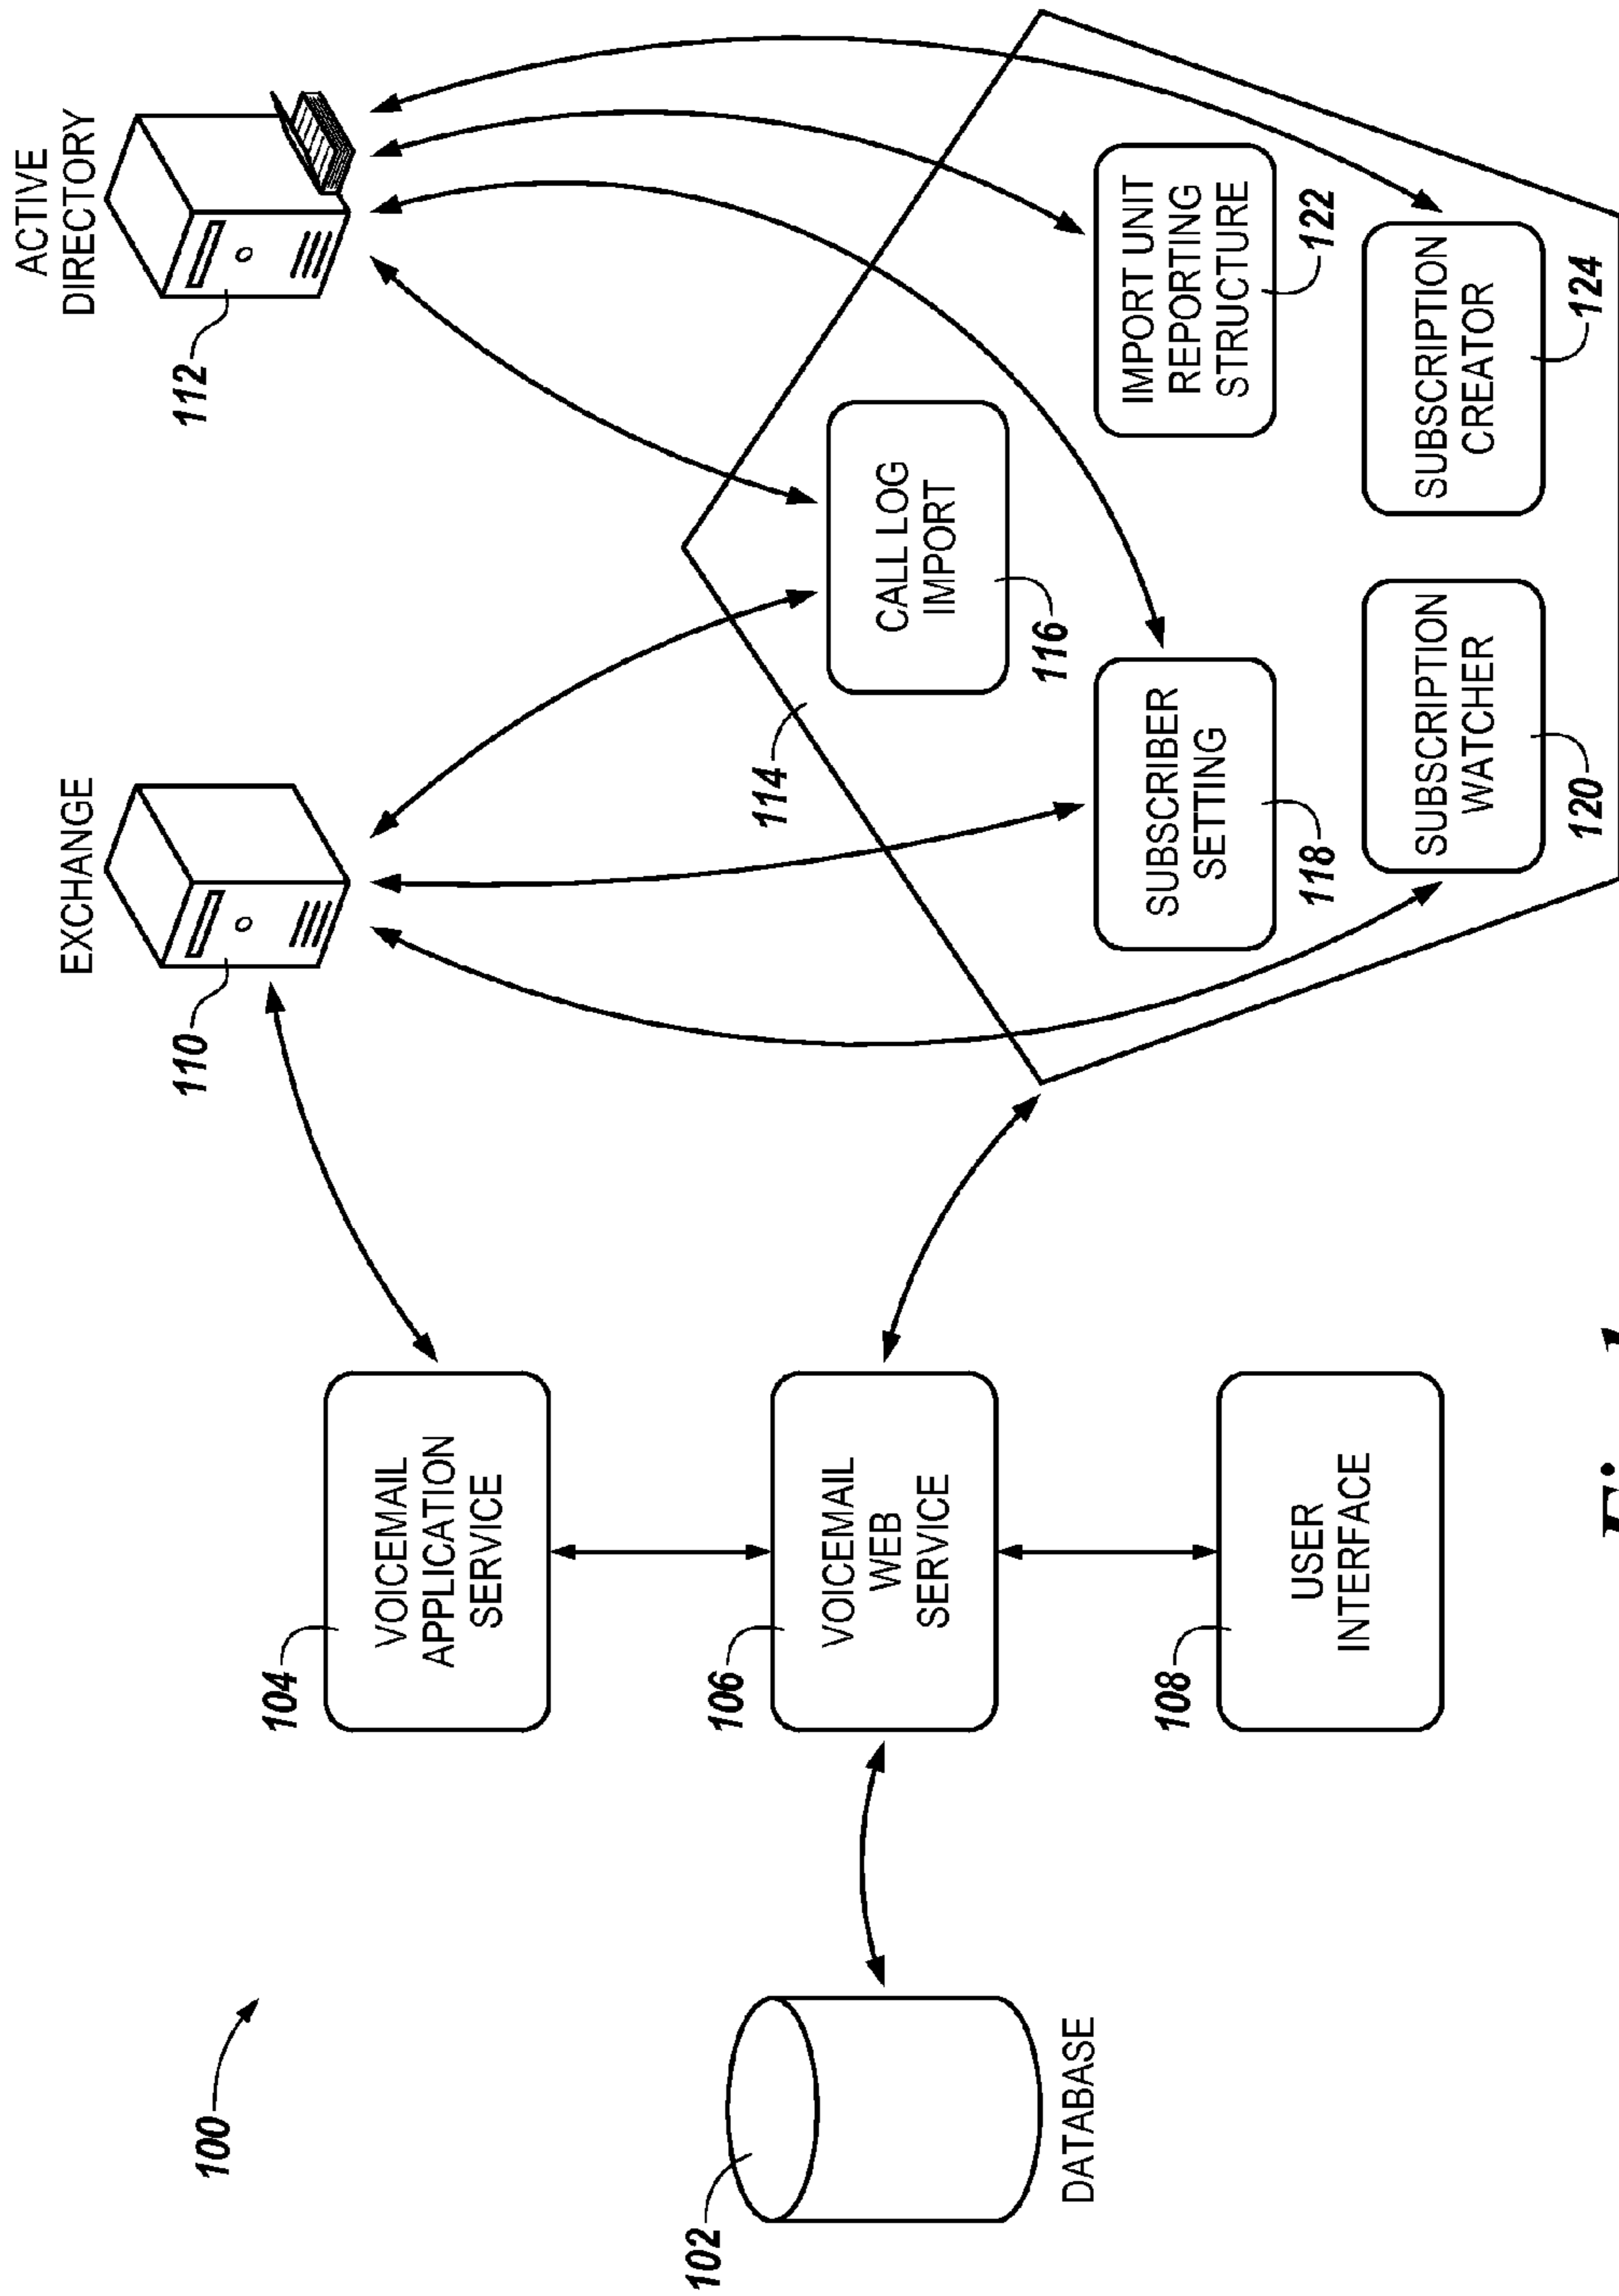 100
102
DATABASE
104
VOICEMAIL
APPLICATION
SERVICE
106
VOICEMAIL
WEB
SERVICE
108
USER
INTERFACE
EXCHANGE
110
ACTIVE
DIRECTORY
112
114
CALL LOG
IMPORT
116
SUBSCRIBER
SETTING
118
IMPORT UNIT
REPORTING
STRUCTURE
122
SUBSCRIPTION
WATCHER
120
SUBSCRIPTION
CREATOR
124